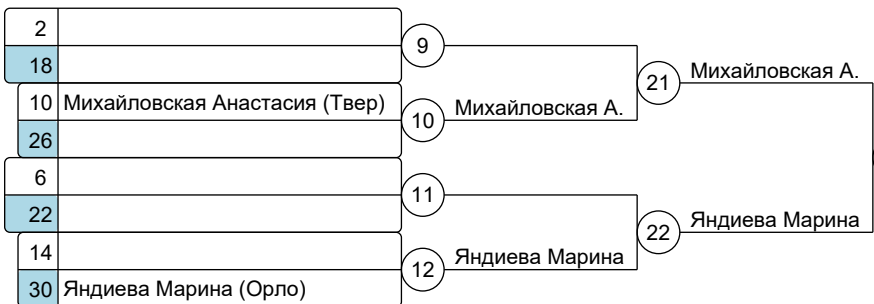 2
9
18
21 Михайловская А.
10 Михайловская Анастасия (Твер)
10 Михайловская А.
26
6
11
22
22 Яндиева Марина
14
12 Яндиева Марина
30 Яндиева Марина (Орло)